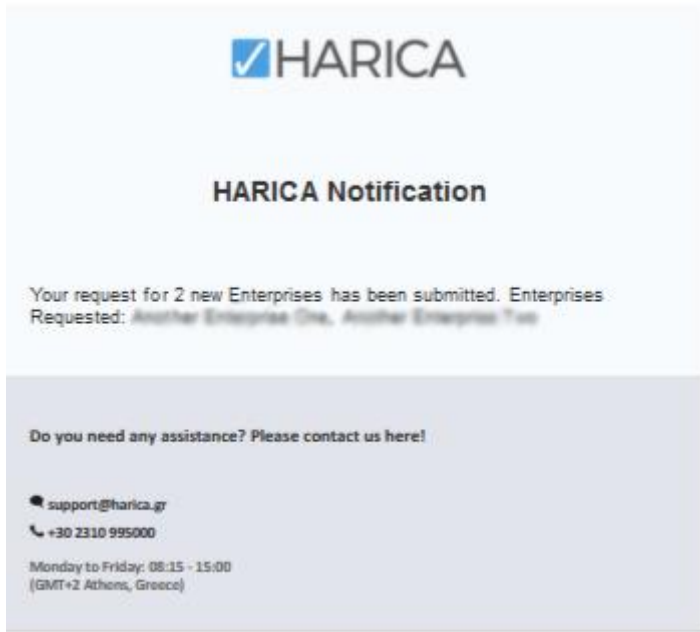 HARICA
HARICA Notification
Your request for 2 new Enterprises has been submitted. Enterprises
Requested:
Do you need any assistance? Please contact us here!
support@harica.gr
+30 2310 995000
Monday to Friday: 08:15 - 15:00
(GMT+2 Athens, Greece)